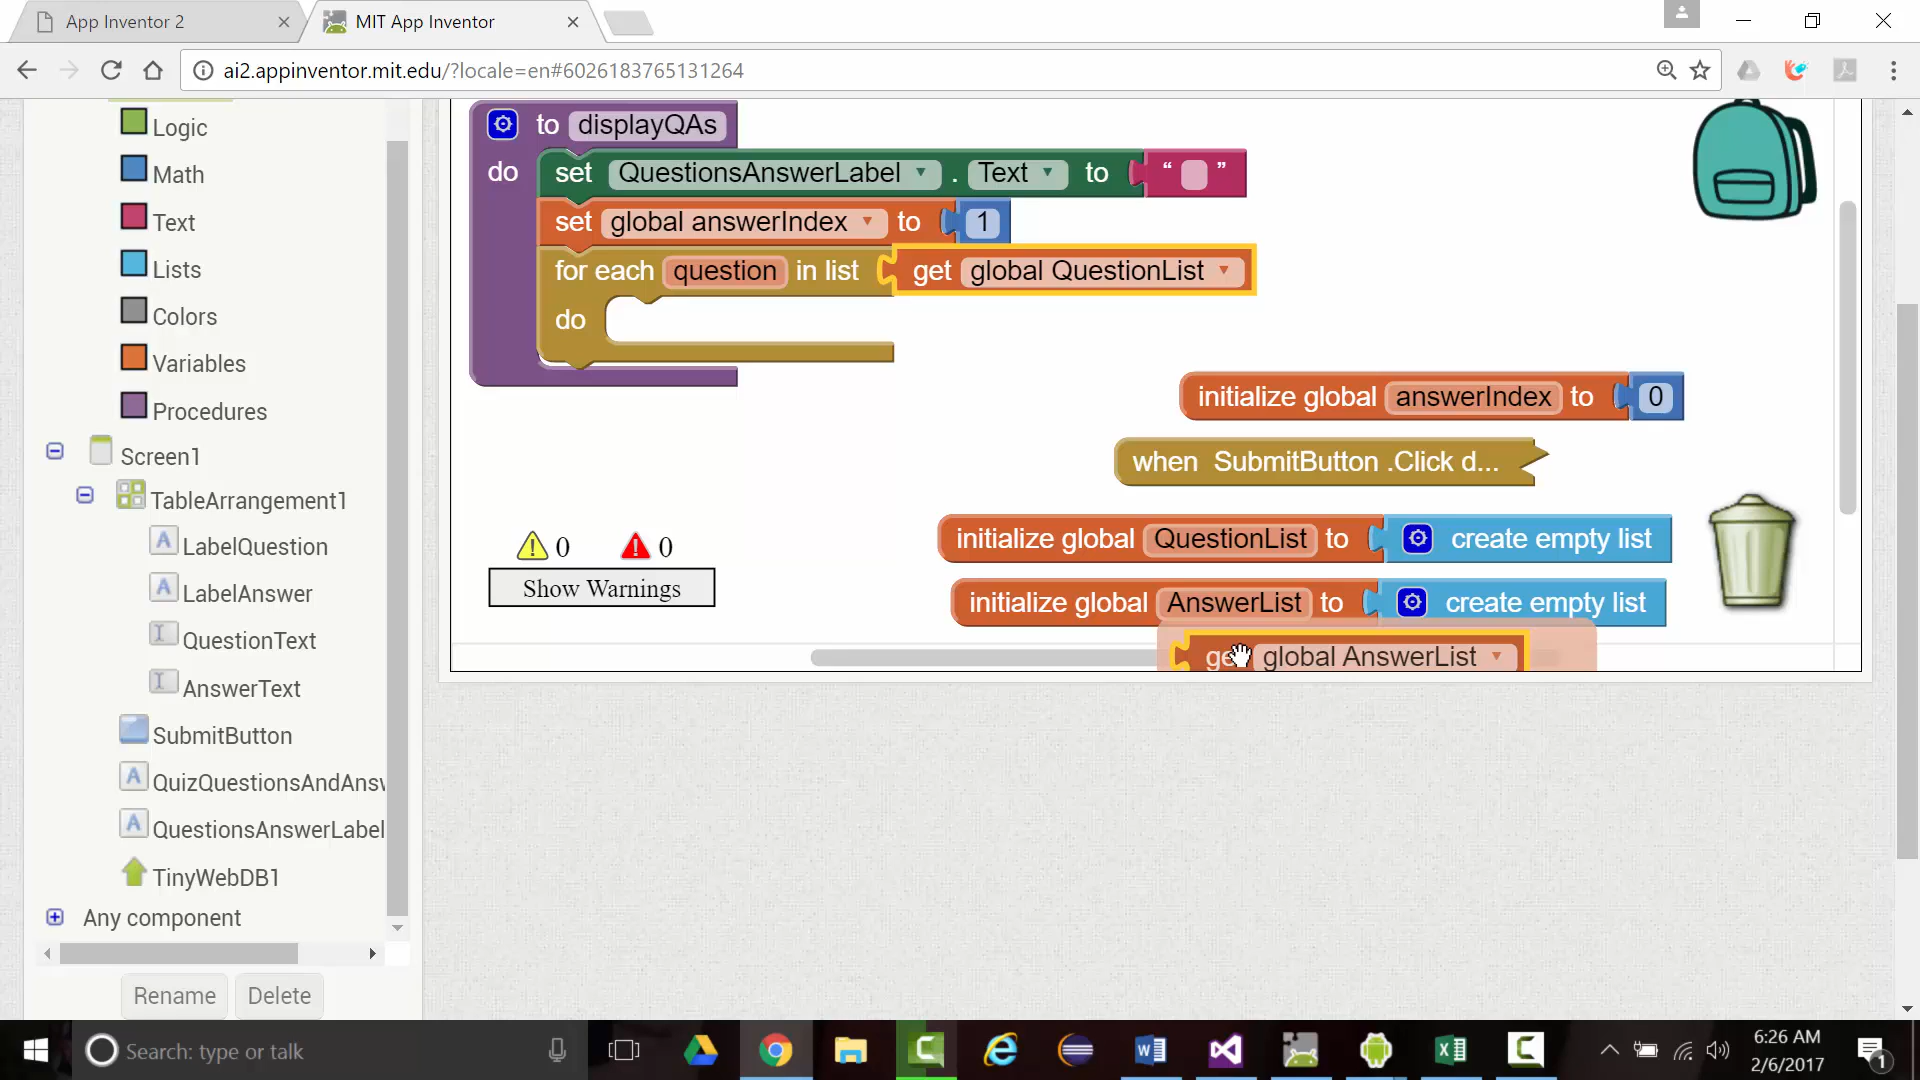 App Inventor 2
MIT App Inventor
ai2.appinventor.mit.edu/?locale=en#6026183765131264
Logic
Math
Text
Lists
Colors
Variables
Procedures
Screen1
TableArrangement1
LabelQuestion
LabelAnswer
QuestionText
AnswerText
SubmitButton
QuizQuestionsAndAnsw
QuestionsAnswerLabel
TinyWebDB1
Any component
Rename
Delete
to displayQAs
do set QuestionsAnswerLabel . Text to “ ”
set global answerIndex to 1
for each question in list get global QuestionList
do
initialize global answerIndex to 0
when SubmitButton .Click d...
initialize global QuestionList to create empty list
initialize global AnswerList to create empty list
get global AnswerList
0 0
Show Warnings
Search: type or talk
6:26 AM
2/6/2017
1